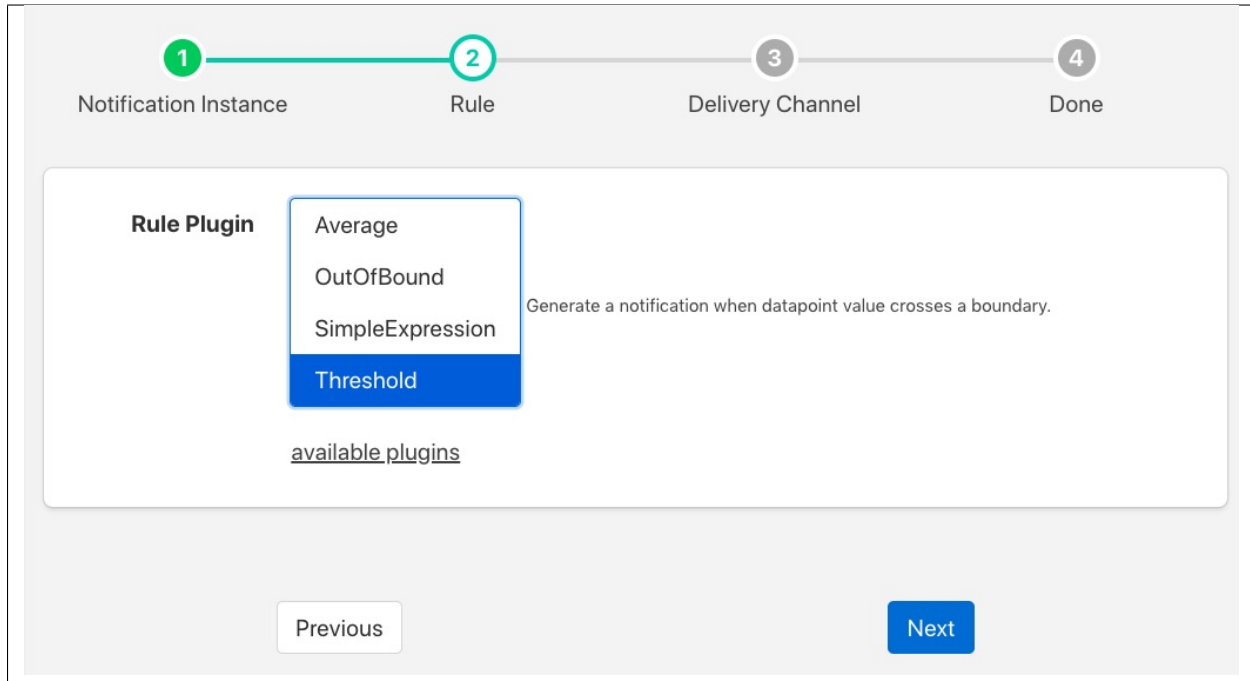 1 2 3 4
Notification Instance Rule Delivery Channel Done
Rule Plugin
Average
OutOfBound
SimpleExpression
Threshold
Generate a notification when datapoint value crosses a boundary.
available plugins
Previous Next